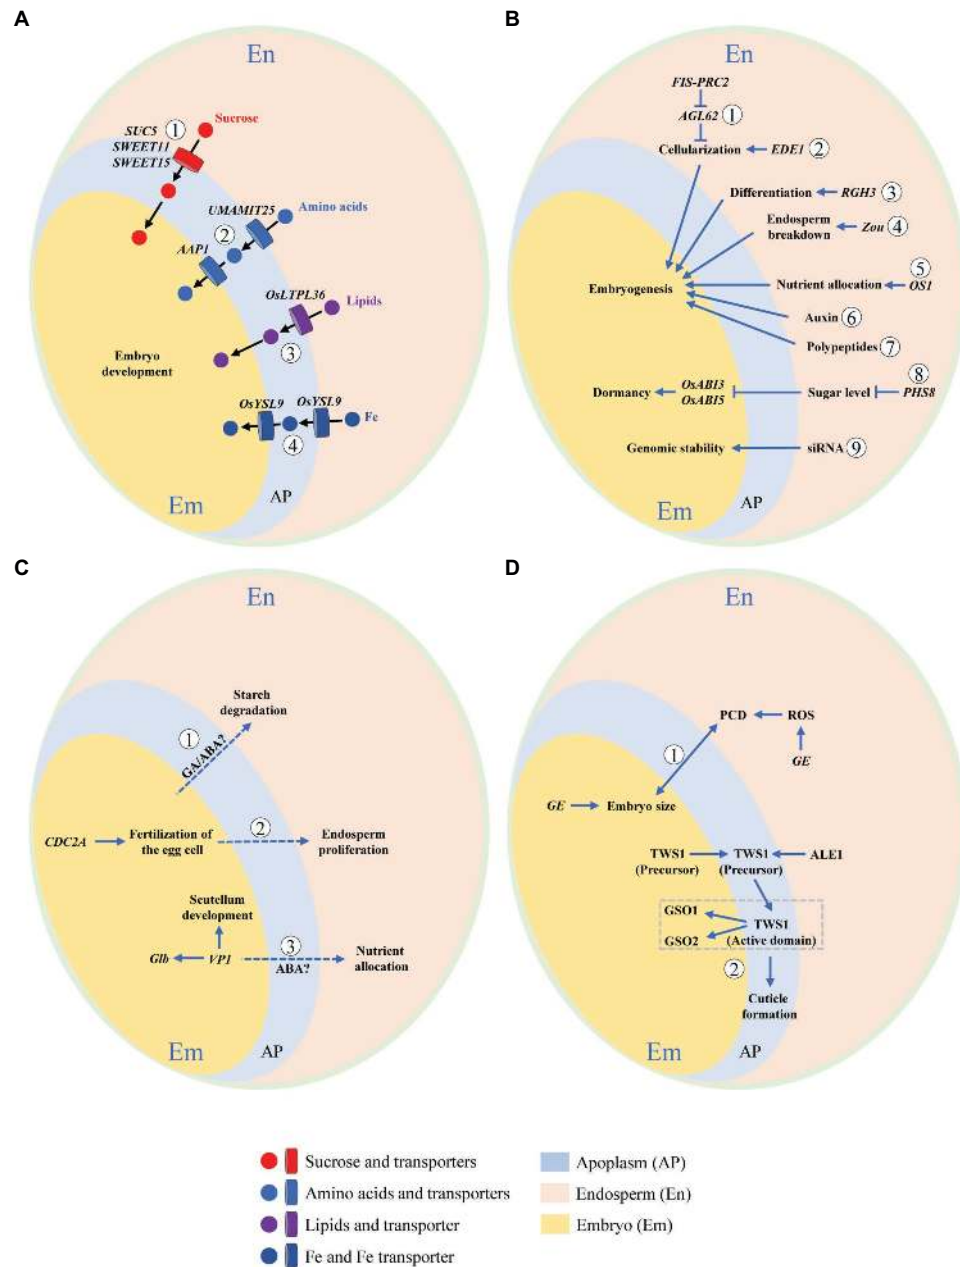 A
En
1
Sucrose
SUC5
SWEET11
SWEET15
UMAMIT25
Amino acids
2
AAP1
OsLTPL36
Lipids
3
Embryo
development
OsYSL9
OsYSL9
Fe
4
AP
Em
B
En
FIS-PRC2
AGL62
1
Cellularization
EDE1
2
Differentiation
RGH3
3
Endosperm
breakdown
Zou
4
5
Embryogenesis
Nutrient allocation
OS1
Auxin
6
Polypeptides
7
8
Dormancy
OsABI3
OsABI5
Sugar level
PHS8
Genomic stability
siRNA
9
AP
Em
C
En
Starch
degradation
1
GA/ABA?
CDC2A
Fertilization of
the egg cell
2
Endosperm
proliferation
Scutellum
development
Glb
VP1
3
ABA?
Nutrient
allocation
AP
Em
D
En
PCD
ROS
1
GE
GE
Embryo size
TWS1
(Precursor)
TWS1
(Precursor)
ALE1
GSO1
GSO2
TWS1
(Active domain)
2
Cuticle
formation
AP
Em
Sucrose and transporters
Amino acids and transporters
Lipids and transporter
Fe and Fe transporter
Apoplasm (AP)
Endosperm (En)
Embryo (Em)